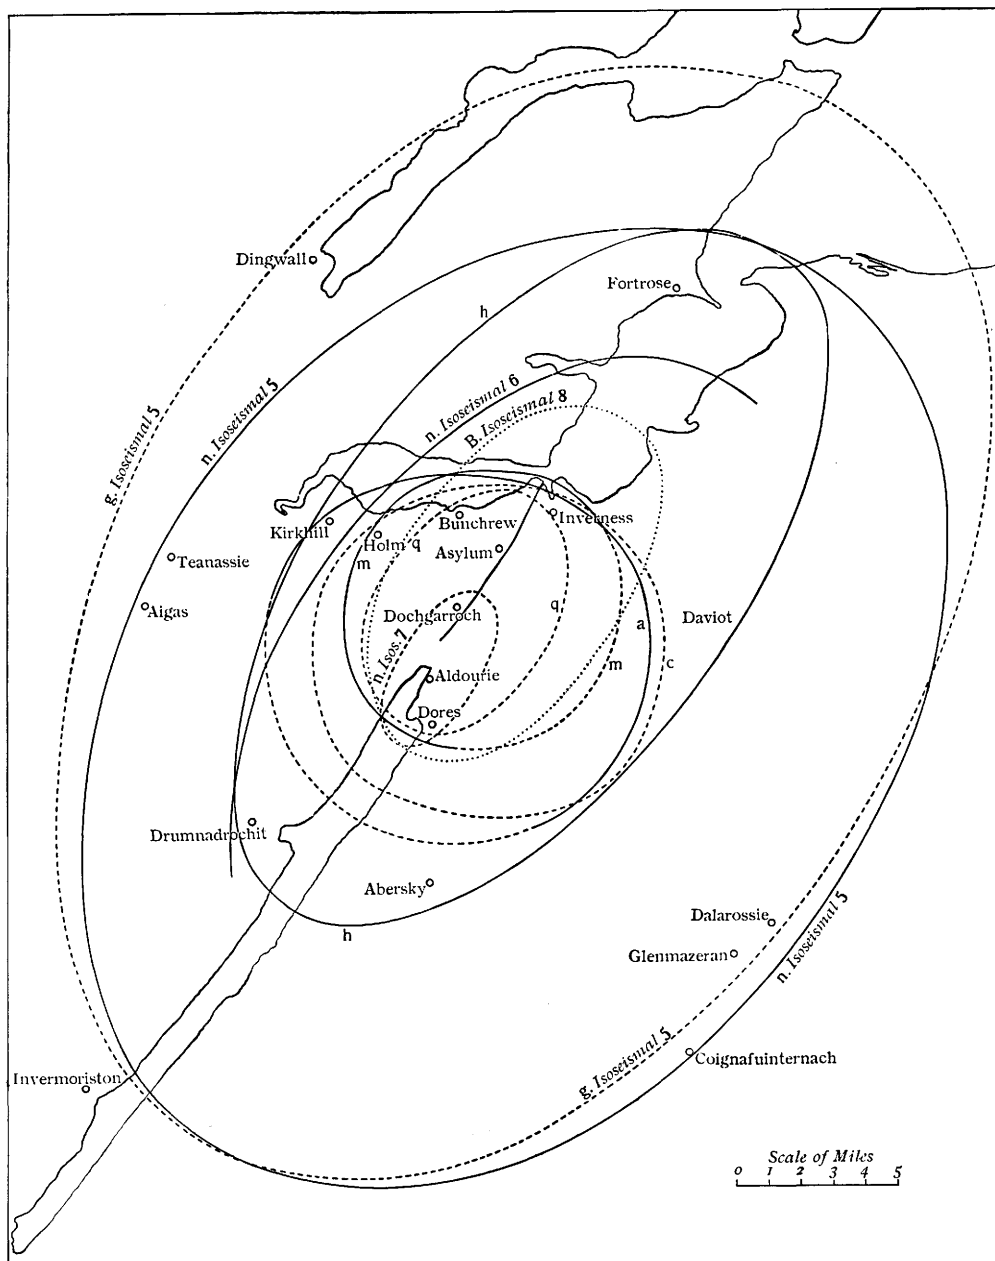 Dingwall
Fortrose
h
n. Isoseismal 5
g. Isoseismal 5
n. Isoseismal 6
B. Isoseismal 8
Kirkhill
Holm
q
Bunchrew
Inverness
Asylum
m
Teanassie
Aigas
Dochgarroch
q
a
Daviot
n. Isos. 7
m
c
Aldourie
Dores
Drumnadrochit
Abersky
h
Dalarossie
Glenmazeran
n. Isoseismal 5
g. Isoseismal 5
Coignafuinternach
Invermoriston
Scale of Miles
0 1 2 3 4 5